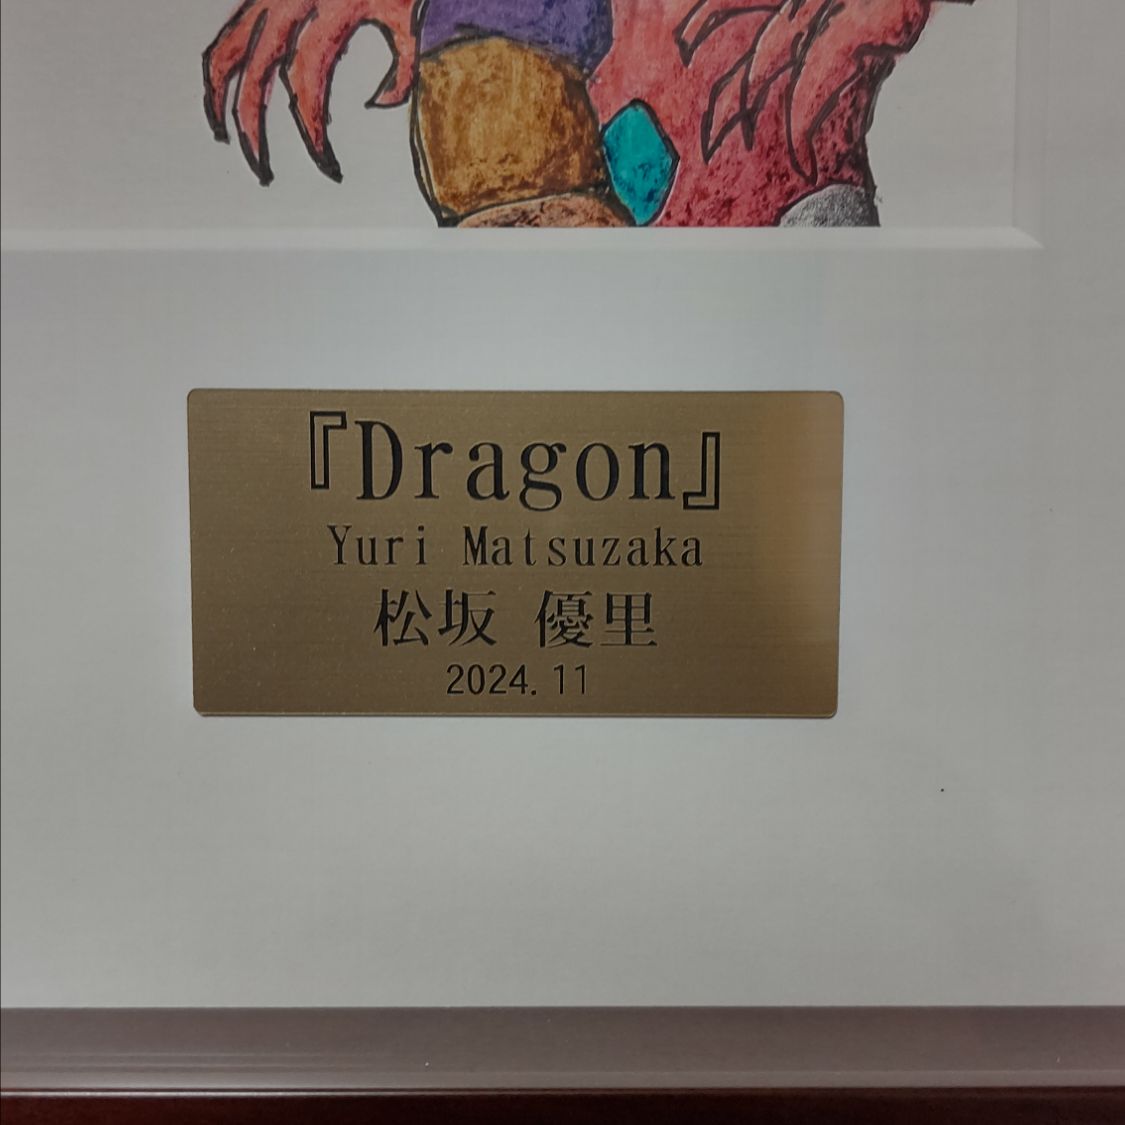 『Dragon』
Yuri Matsuzaka
松坂 優里
2024.11